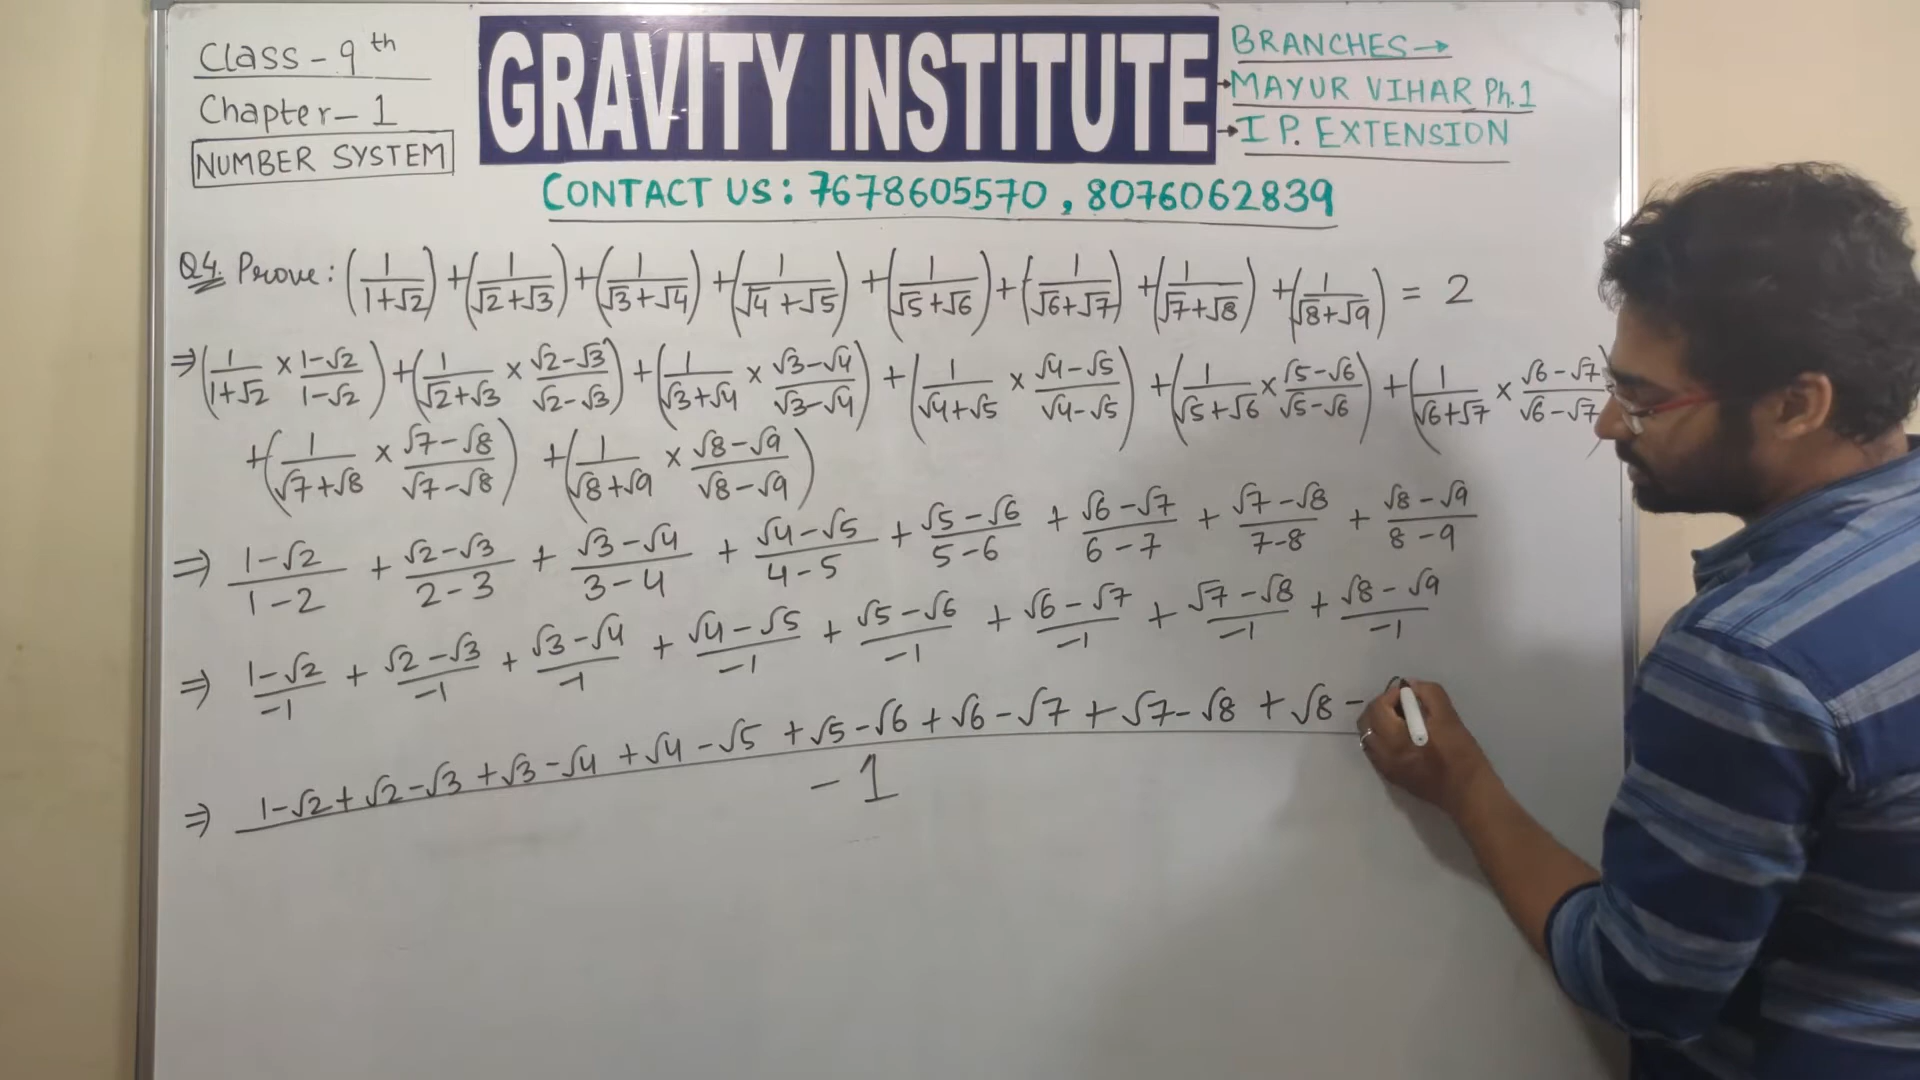 Class - 9th
Chapter - 1
NUMBER SYSTEM
GRAVITY INSTITUTE
BRANCHES→
→MAYUR VIHAR Ph.1
→I P. EXTENSION
CONTACT US : 7678605570 , 8076062839
Q4. Prove : (1/(1+√2)) + (1/(√2+√3)) + (1/(√3+√4)) + (1/(√4+√5)) + (1/(√5+√6)) + (1/(√6+√7)) + (1/(√7+√8)) + (1/(√8+√9)) = 2
⇒ (1/(1+√2) × (1-√2)/(1-√2)) + (1/(√2+√3) × (√2-√3)/(√2-√3)) + (1/(√3+√4) × (√3-√4)/(√3-√4)) + (1/(√4+√5) × (√4-√5)/(√4-√5)) + (1/(√5+√6) × (√5-√6)/(√5-√6)) + (1/(√6+√7) × (√6-√7)/(√6-√7))
+ (1/(√7+√8) × (√7-√8)/(√7-√8)) + (1/(√8+√9) × (√8-√9)/(√8-√9))
⇒ (1-√2)/(1-2) + (√2-√3)/(2-3) + (√3-√4)/(3-4) + (√4-√5)/(4-5) + (√5-√6)/(5-6) + (√6-√7)/(6-7) + (√7-√8)/(7-8) + (√8-√9)/(8-9)
⇒ (1-√2)/-1 + (√2-√3)/-1 + (√3-√4)/-1 + (√4-√5)/-1 + (√5-√6)/-1 + (√6-√7)/-1 + (√7-√8)/-1 + (√8-√9)/-1
⇒ (1-√2+√2-√3+√3-√4+√4-√5+√5-√6+√6-√7+√7-√8+√8-)/-1